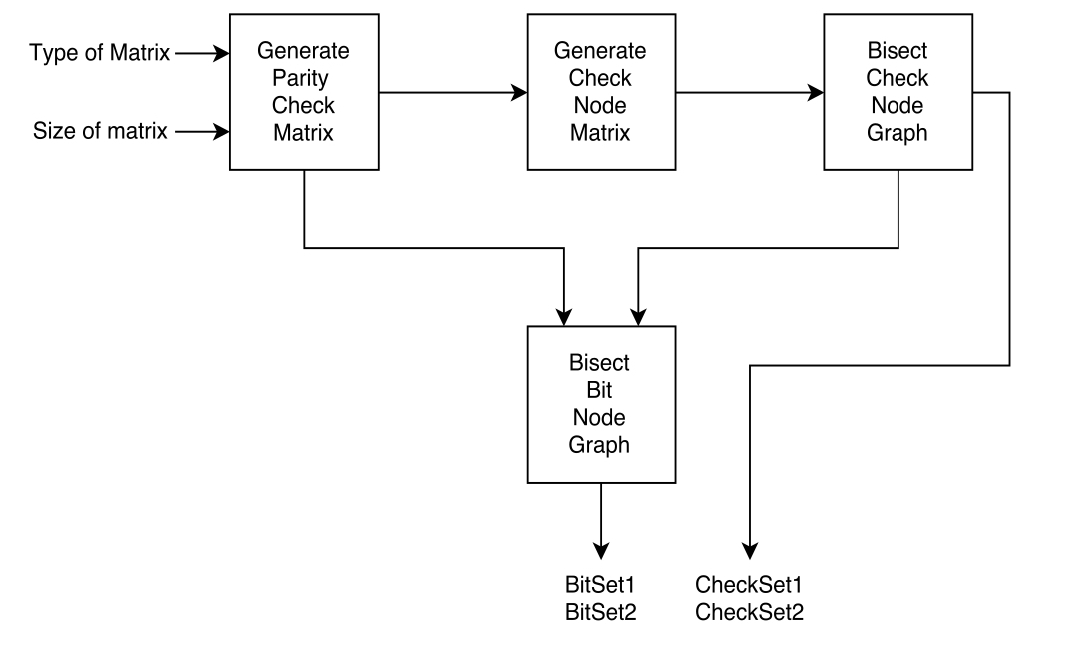 Type of Matrix
Size of matrix
Generate
Parity
Check
Matrix
Generate
Check
Node
Matrix
Bisect
Check
Node
Graph
Bisect
Bit
Node
Graph
BitSet1
BitSet2
CheckSet1
CheckSet2